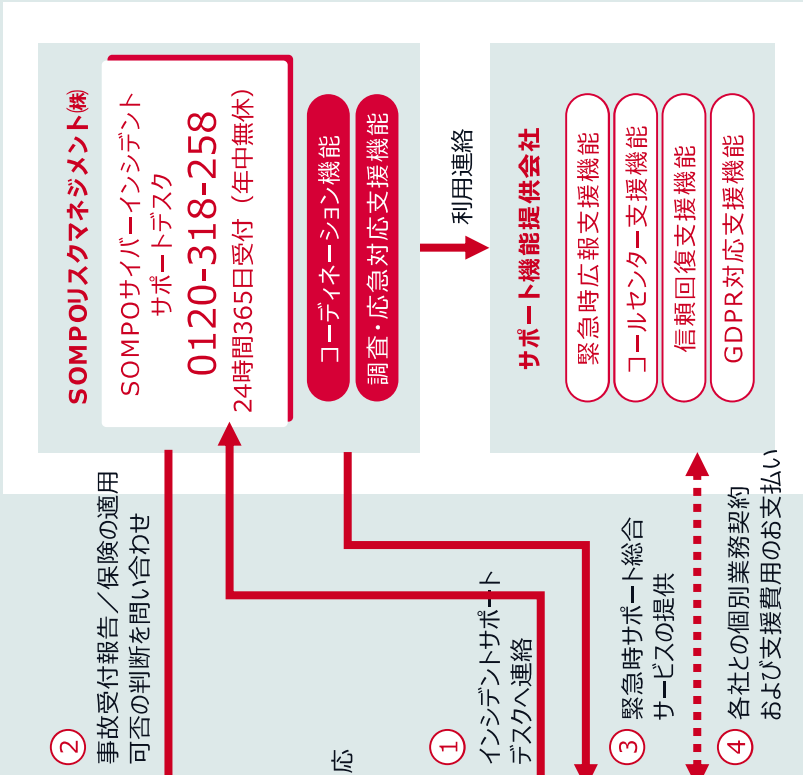 SOMPOリスクマネジメント㈱
SOMPOサイバーインシデント
サポートデスク
0120-318-258
24時間365日受付（年中無休）
コーディネーション機能
調査・応急対応支援機能
利用連絡
サポート機能提供会社
緊急時広報支援機能
コールセンター支援機能
信頼回復支援機能
GDPR対応支援機能
②
事故受付報告／保険の適用
可否の判断を問い合わせ
応
①
インシデントサポート
デスクへ連絡
③
緊急時サポート総合
サービスの提供
④
各社との個別業務契約
および支援費用のお支払い